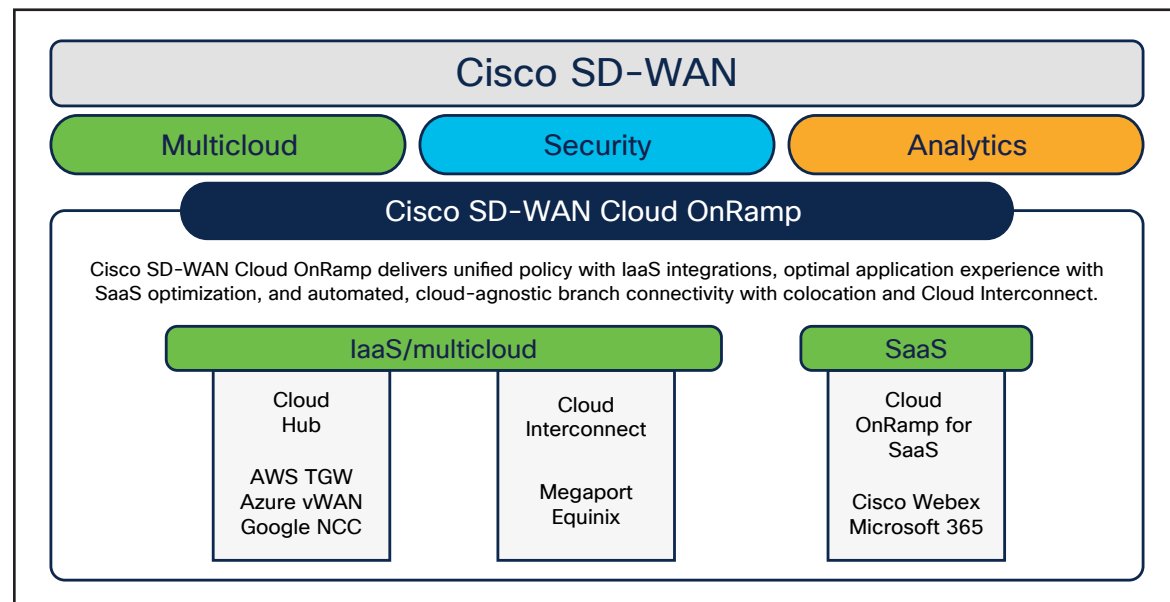 Cisco SD-WAN
Multicloud
Security
Analytics
Cisco SD-WAN Cloud OnRamp
Cisco SD-WAN Cloud OnRamp delivers unified policy with IaaS integrations, optimal application experience with
SaaS optimization, and automated, cloud-agnostic branch connectivity with colocation and Cloud Interconnect.
IaaS/multicloud
Cloud
Hub
AWS TGW
Azure vWAN
Google NCC
Cloud
Interconnect
Megaport
Equinix
SaaS
Cloud
OnRamp for
SaaS
Cisco Webex
Microsoft 365